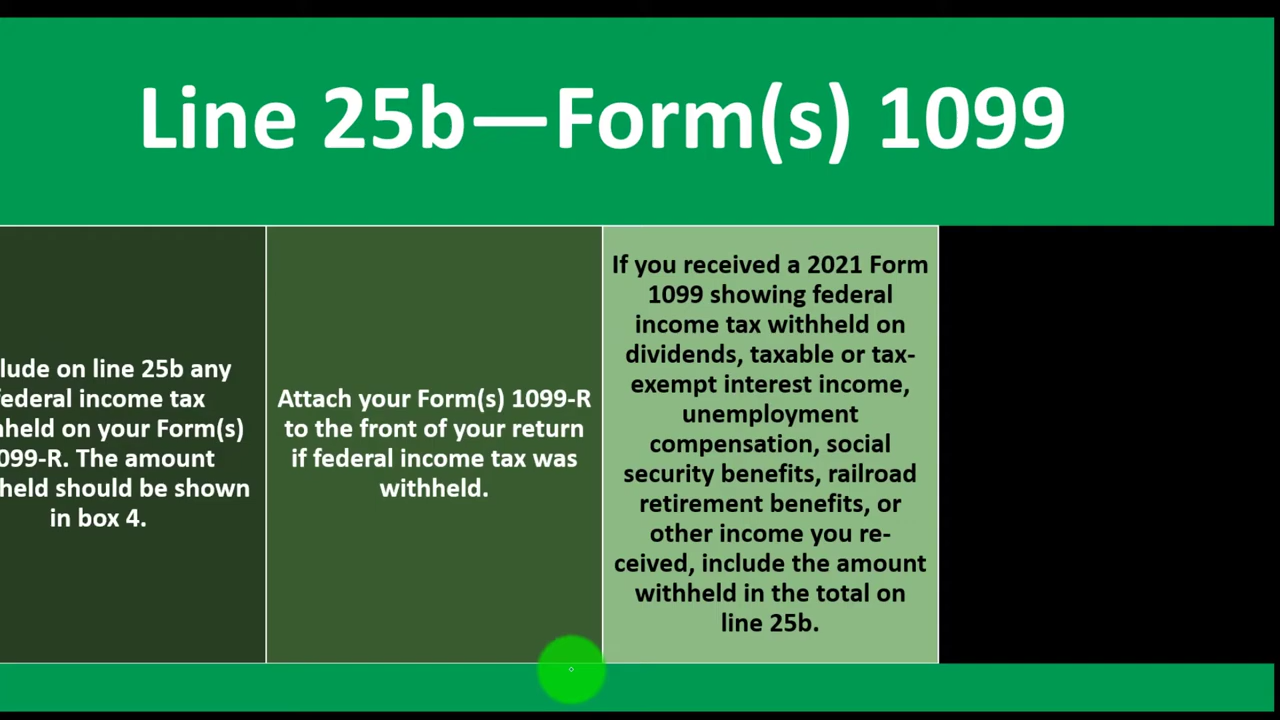 Line 25b—Form(s) 1099
lude on line 25b any
ederal income tax
held on your Form(s)
099-R. The amount
held should be shown
in box 4.
Attach your Form(s) 1099-R
to the front of your return
if federal income tax was
withheld.
If you received a 2021 Form
1099 showing federal
income tax withheld on
dividends, taxable or tax-
exempt interest income,
unemployment
compensation, social
security benefits, railroad
retirement benefits, or
other income you re-
ceived, include the amount
withheld in the total on
line 25b.